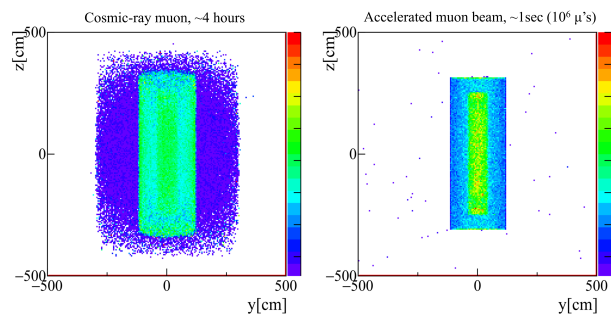 Cosmic-ray muon, ~4 hours
z[cm]
500
0
−500
−500
0
500
y[cm]
Accelerated muon beam, ~1sec (10⁶ μ's)
z[cm]
500
0
−500
−500
0
500
y[cm]